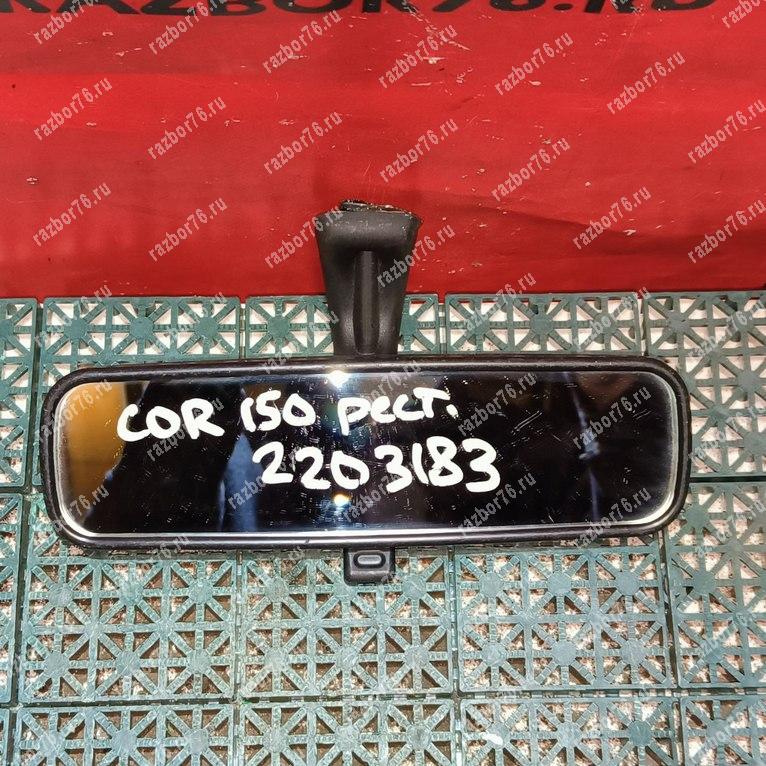 RAZBOR76.RU
COR 150 рест.
2203183
razbor76.ru